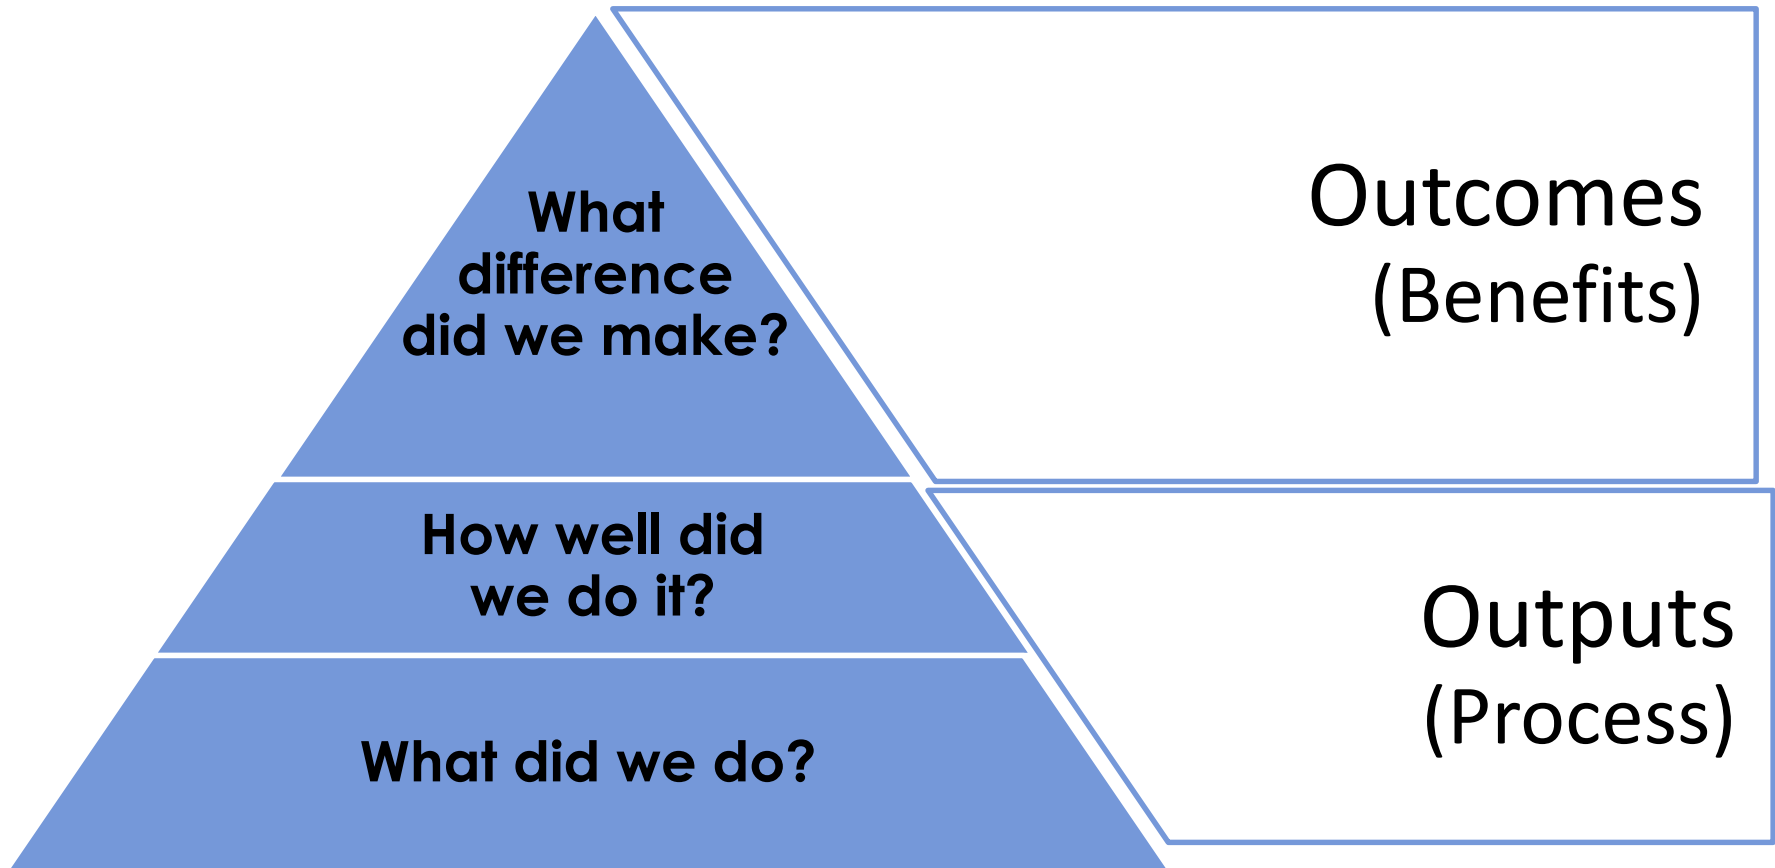 What
difference
did we make?
Outcomes
(Benefits)
How well did
we do it?
What did we do?
Outputs
(Process)